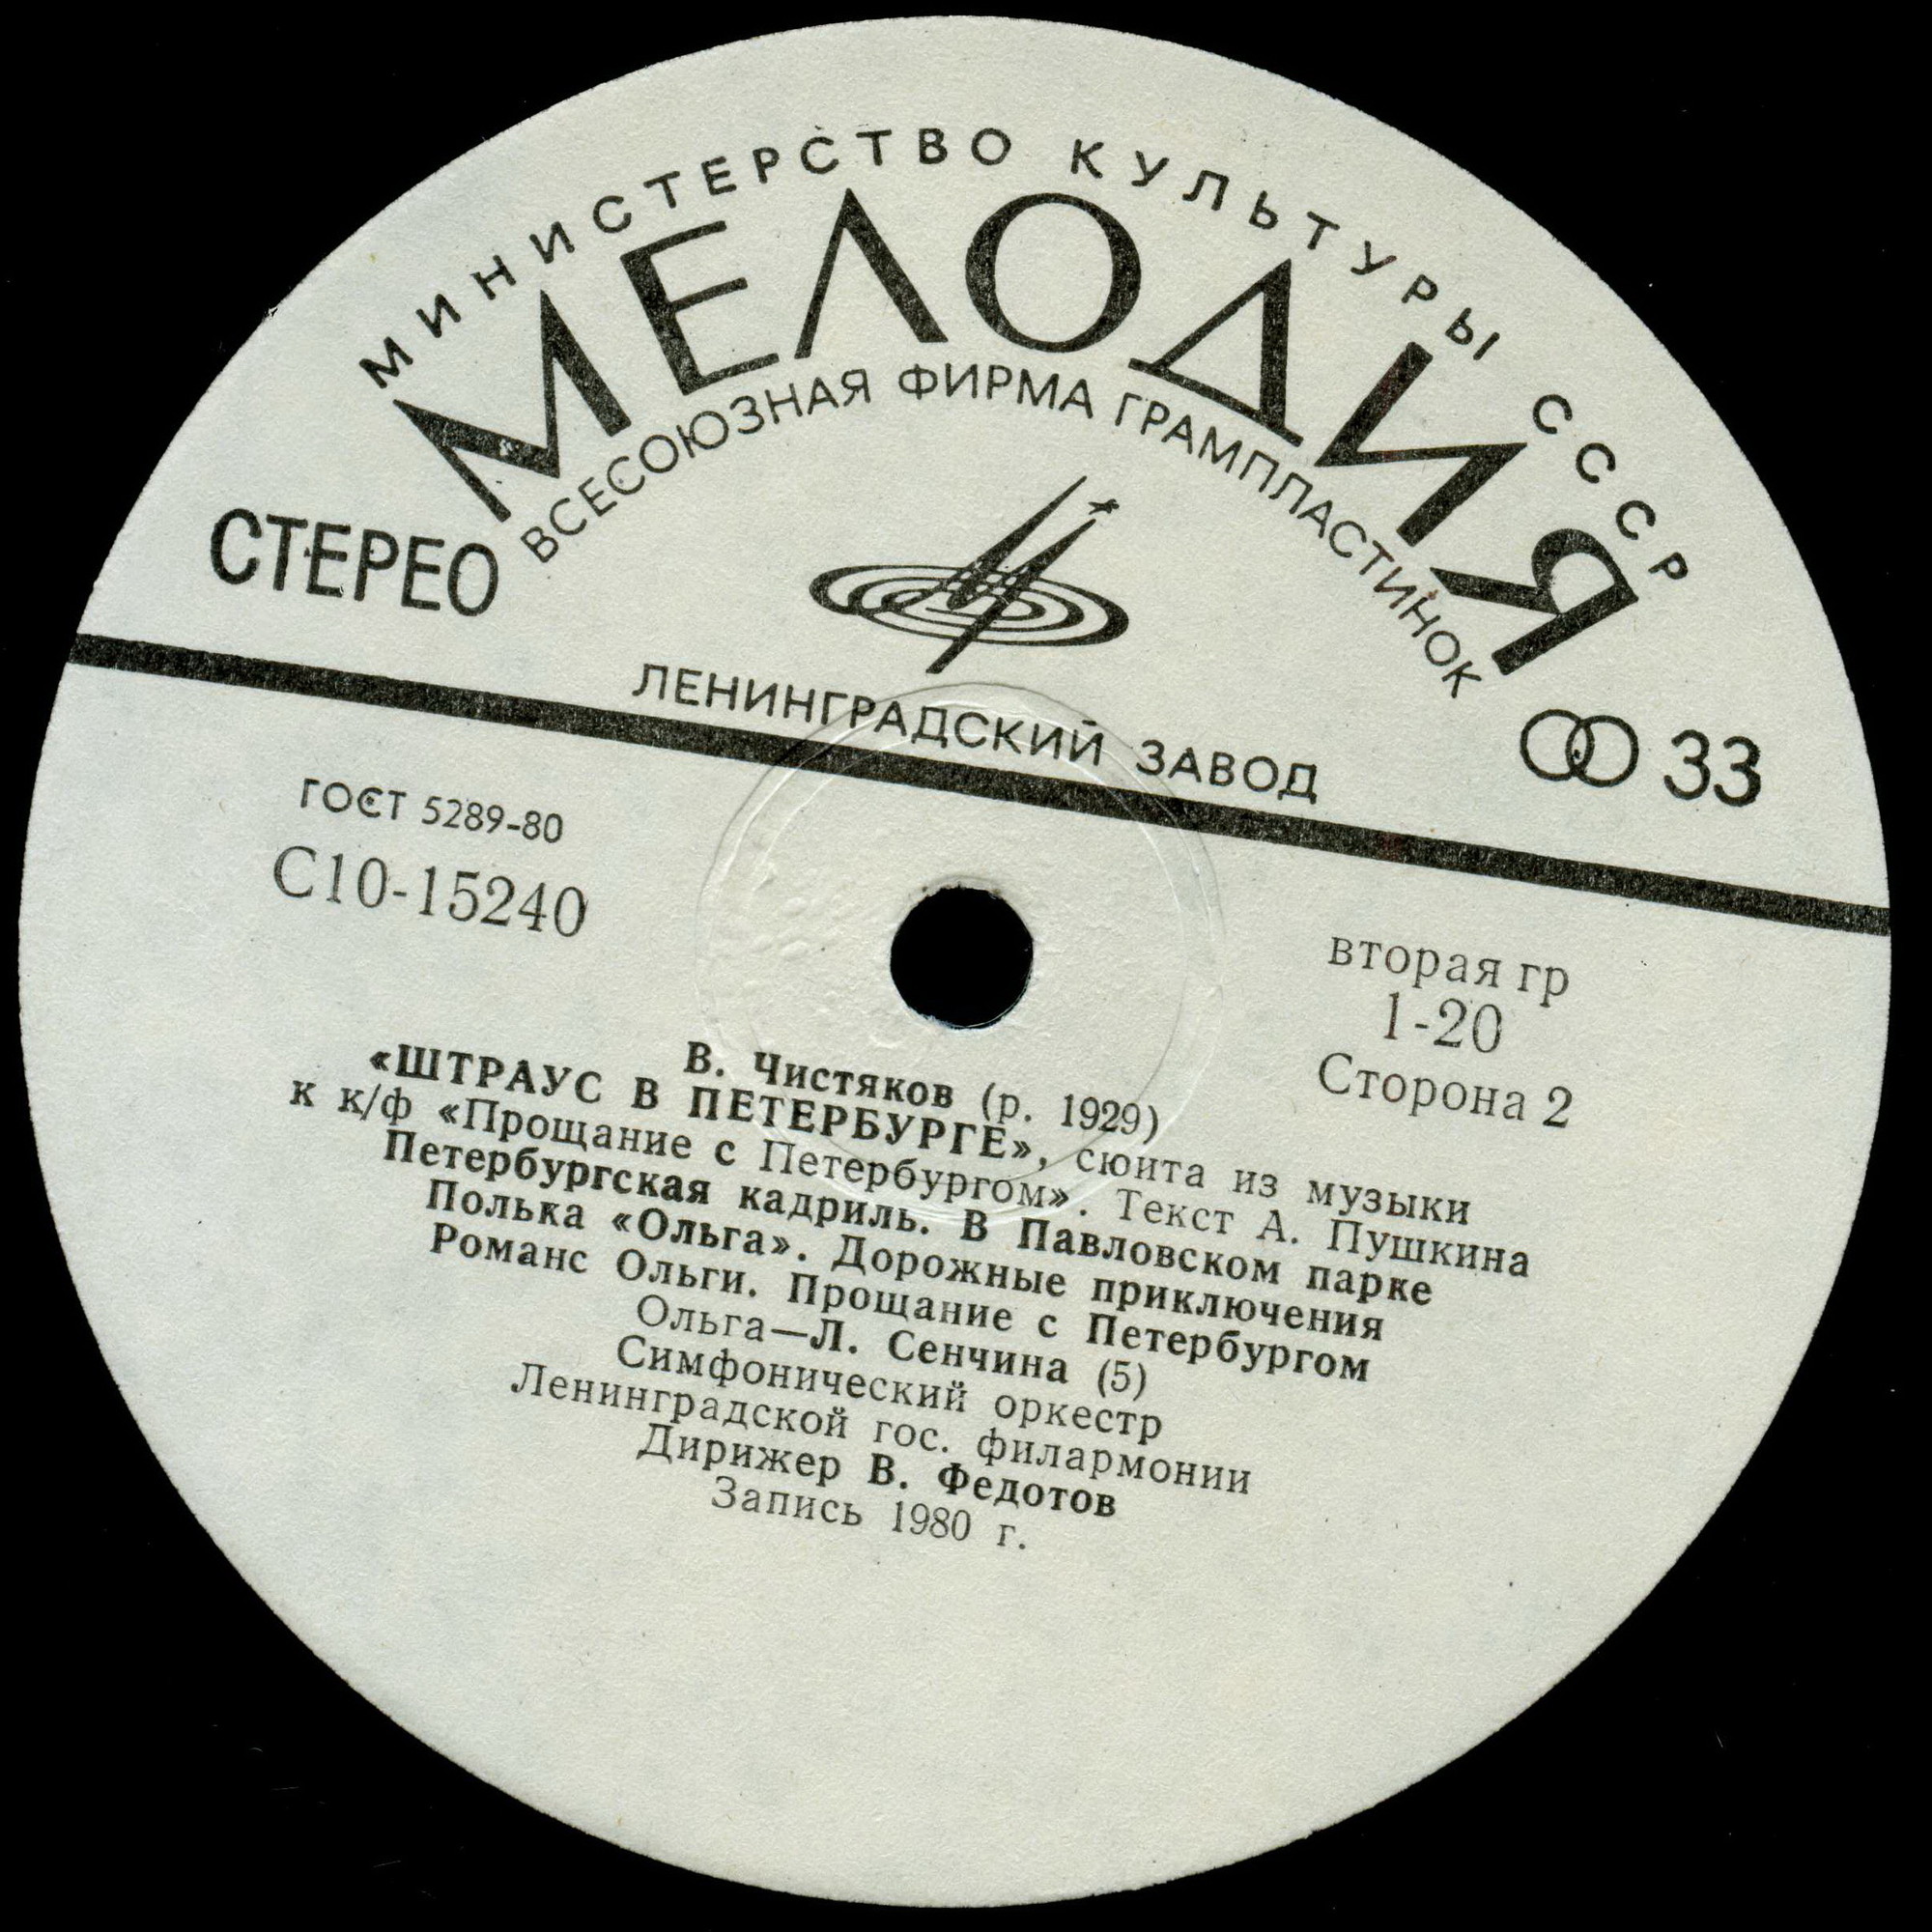 МИНИСТЕРСТВО КУЛЬТУРЫ СССР
МЕЛОДИЯ
ВСЕСОЮЗНАЯ ФИРМА ГРАМПЛАСТИНОК
СТЕРЕО
ЛЕНИНГРАДСКИЙ ЗАВОД
33
ГОСТ 5289-80
С10-15240
вторая гр
1-20
Сторона 2
В. Чистяков (р. 1929)
«ШТРАУС В ПЕТЕРБУРГЕ», сюита из музыки
к к/ф «Прощание с Петербургом». Текст А. Пушкина
Петербургская кадриль. В Павловском парке
Полька «Ольга». Дорожные приключения
Романс Ольги. Прощание с Петербургом
Ольга—Л. Сенчина (5)
Симфонический оркестр
Ленинградской гос. филармонии
Дирижер В. Федотов
Запись 1980 г.